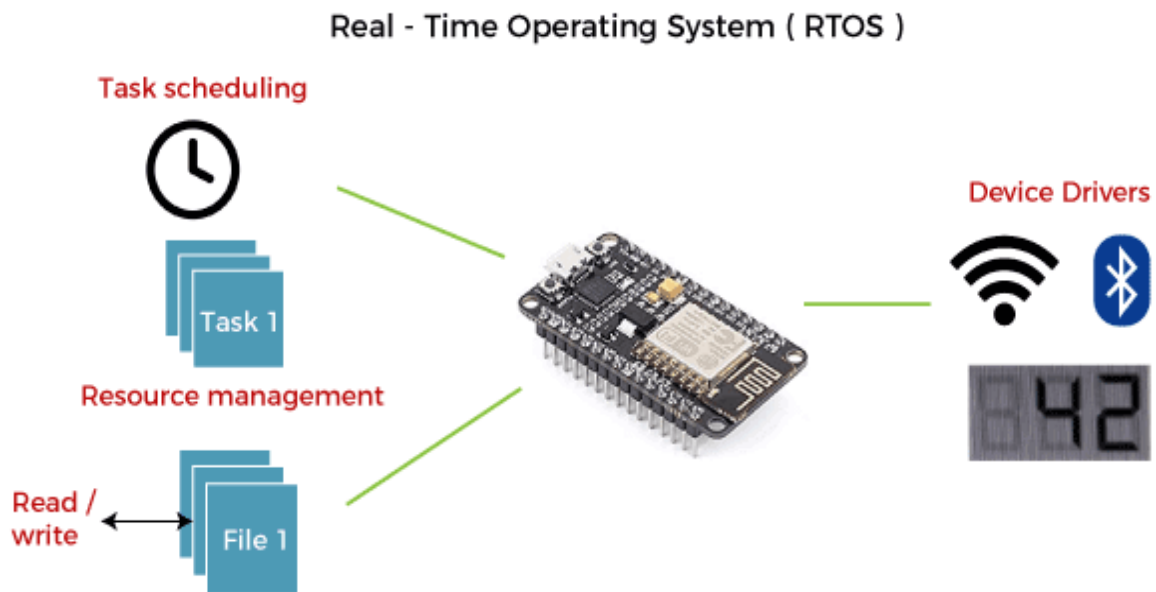 Real - Time Operating System ( RTOS )
Task scheduling
Task 1
Resource management
Read /
write
File 1
Device Drivers
42